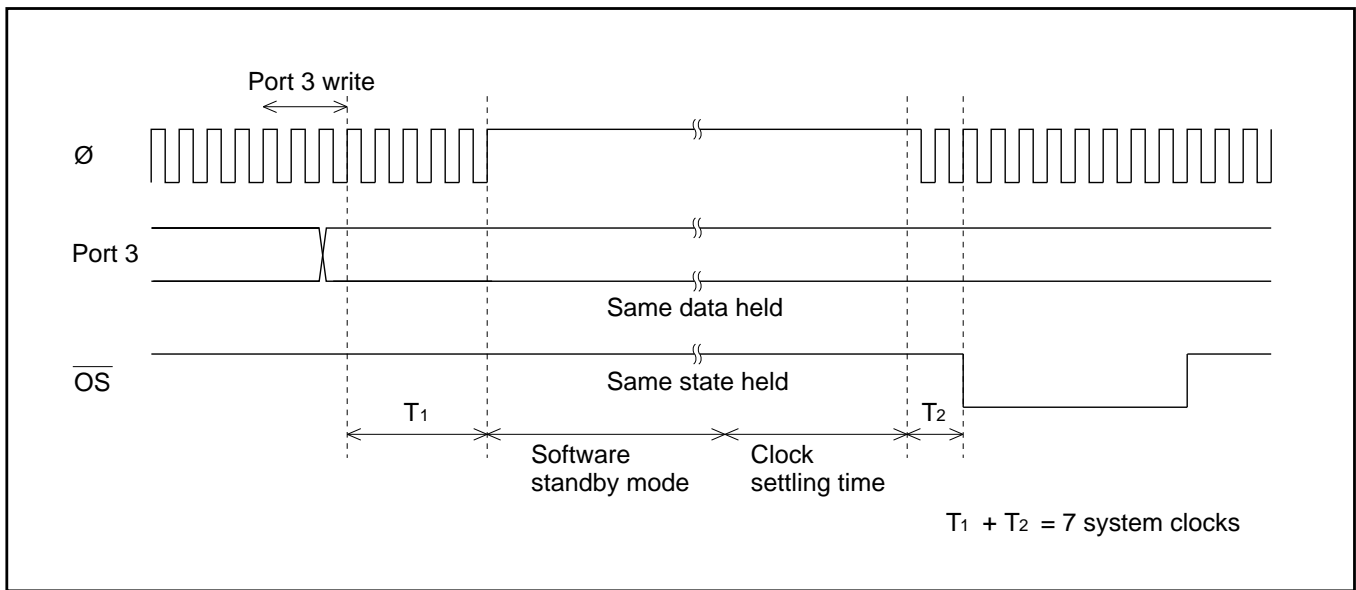 Port 3 write
Ø
Port 3
Same data held
OS
Same state held
T1
T2
Software
standby mode
Clock
settling time
T1 + T2 = 7 system clocks